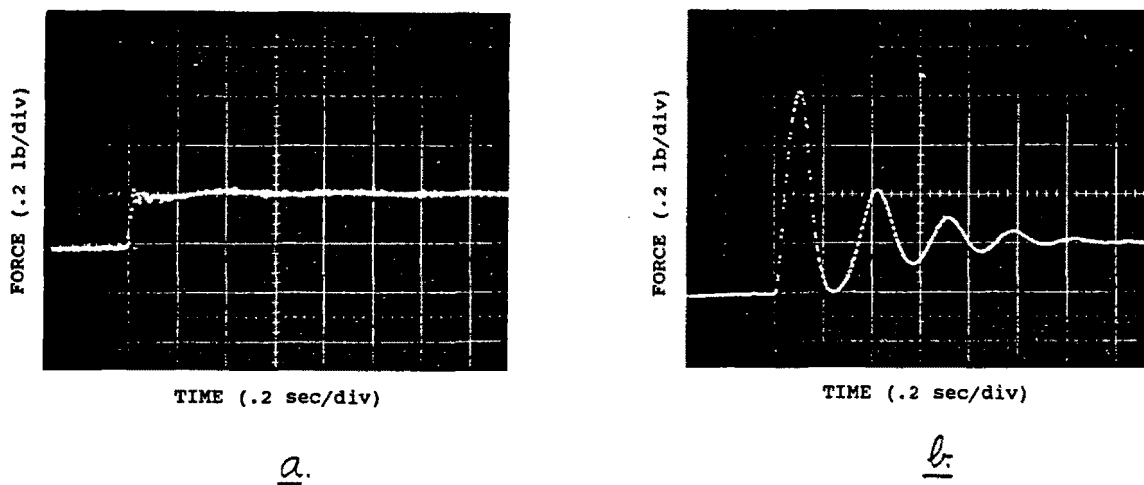 FORCE (.2 lb/div)
TIME (.2 sec/div)
a.
FORCE (.2 lb/div)
TIME (.2 sec/div)
b.